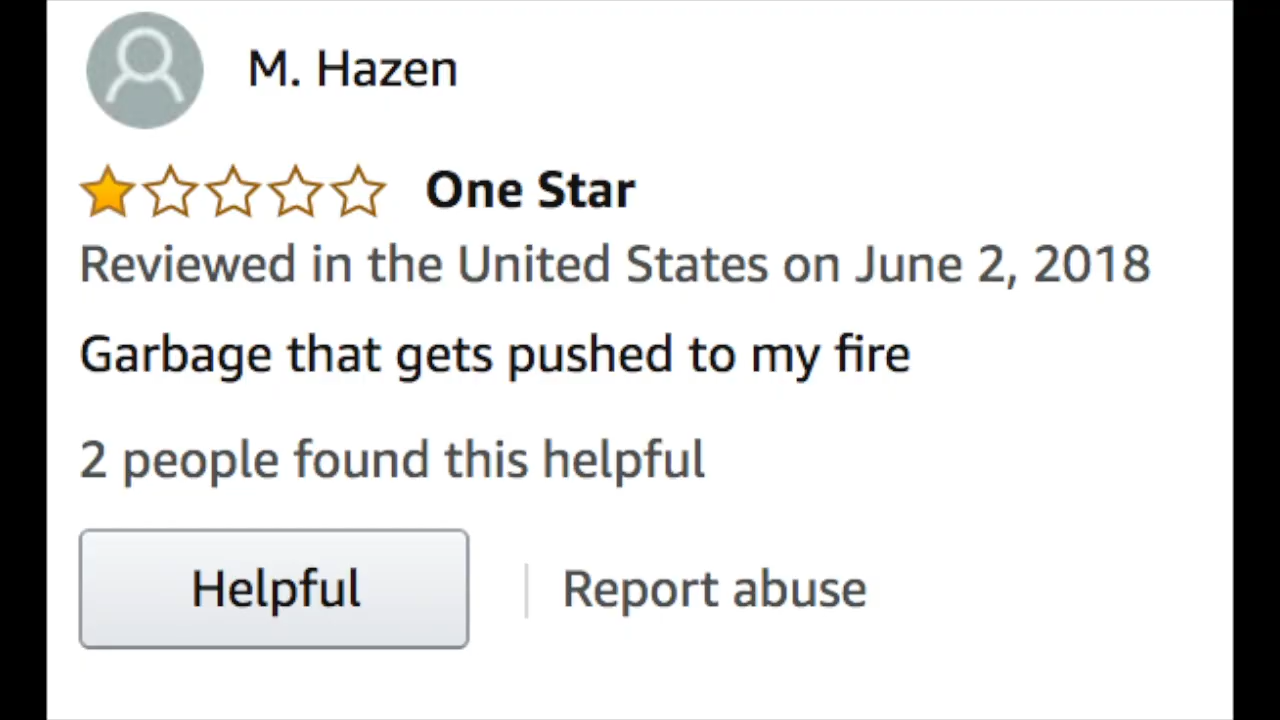 M. Hazen
One Star
Reviewed in the United States on June 2, 2018
Garbage that gets pushed to my fire
2 people found this helpful
Helpful
Report abuse